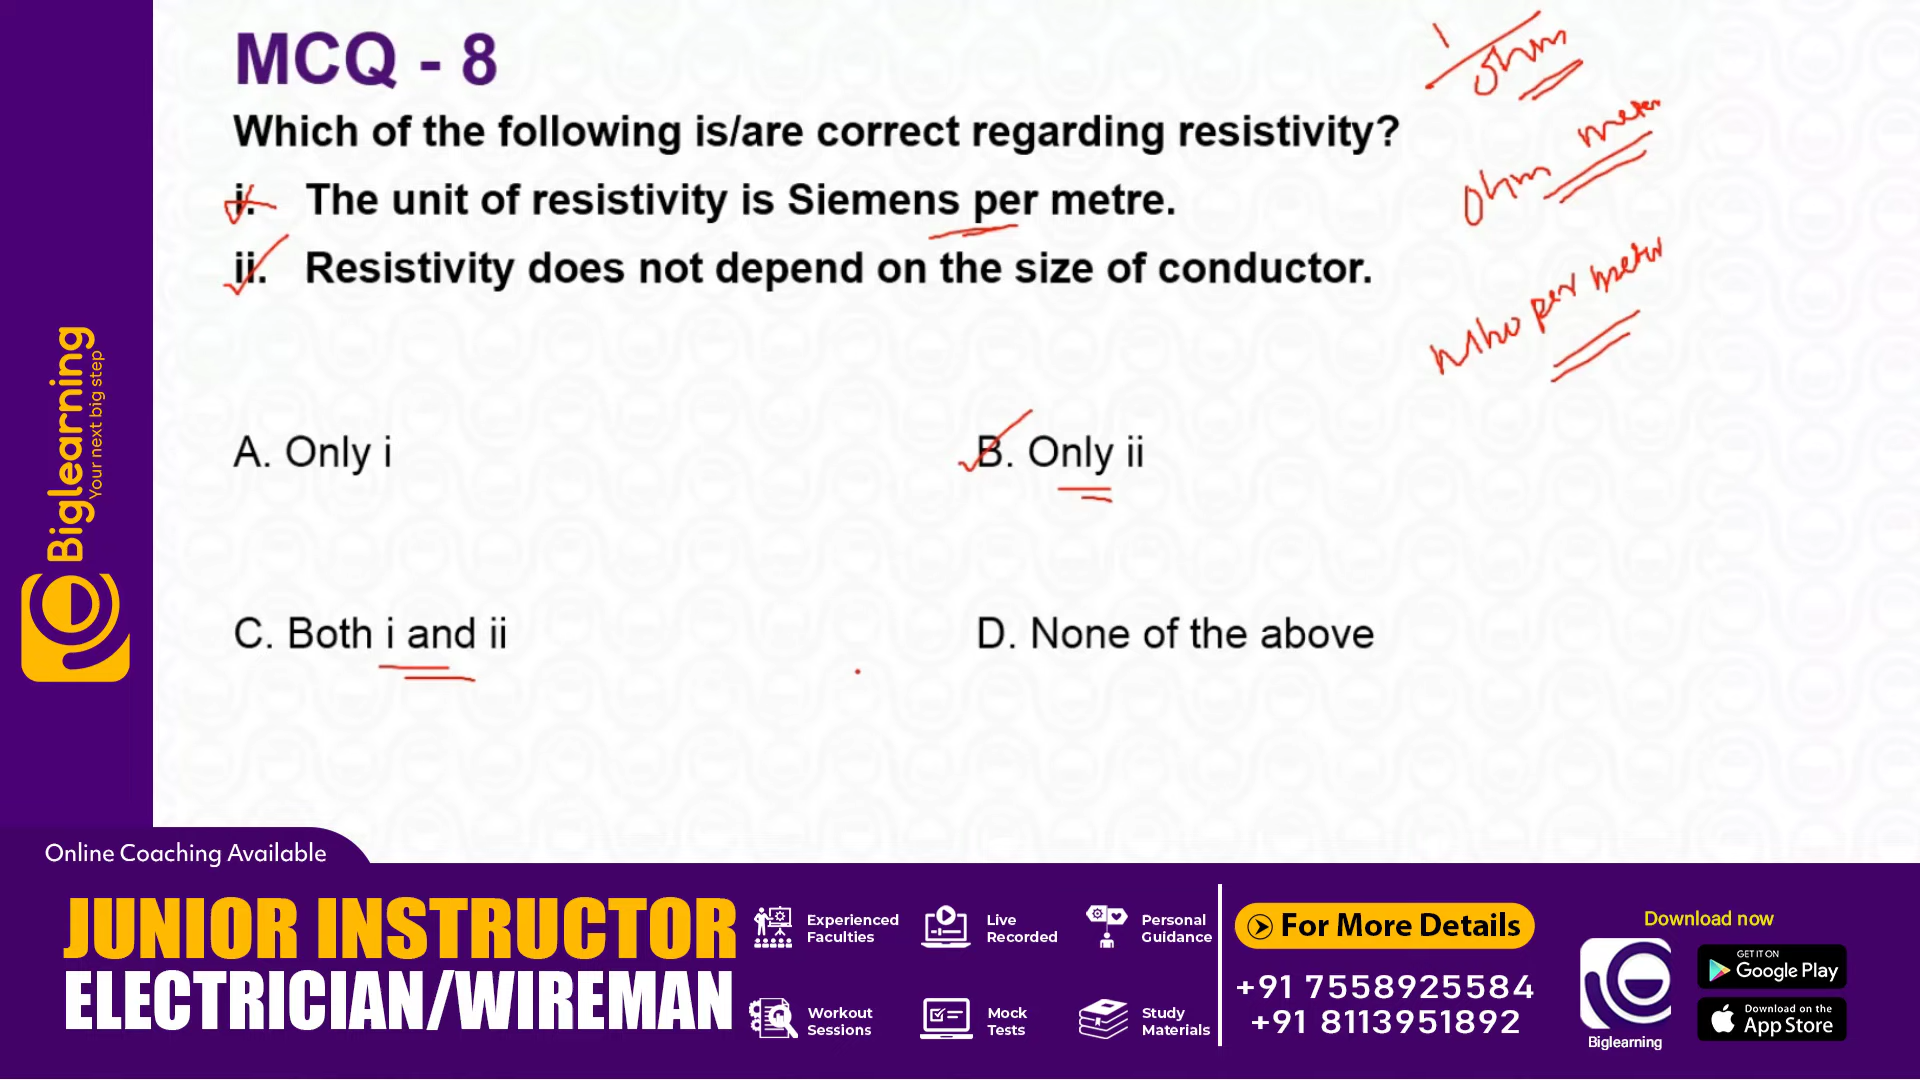 MCQ - 8
Which of the following is/are correct regarding resistivity?
i. The unit of resistivity is Siemens per metre.
ii. Resistivity does not depend on the size of conductor.
1
ohm
ohm meter
Mho per meter
A. Only i
B. Only ii
C. Both i and ii
D. None of the above
Biglearning
Your next big step
Online Coaching Available
JUNIOR INSTRUCTOR
ELECTRICIAN/WIREMAN
Experienced
Faculties
Live
Recorded
Personal
Guidance
Workout
Sessions
Mock
Tests
Study
Materials
For More Details
+91 7558925584
+91 8113951892
Download now
Biglearning
GET IT ON
Google Play
Download on the
App Store